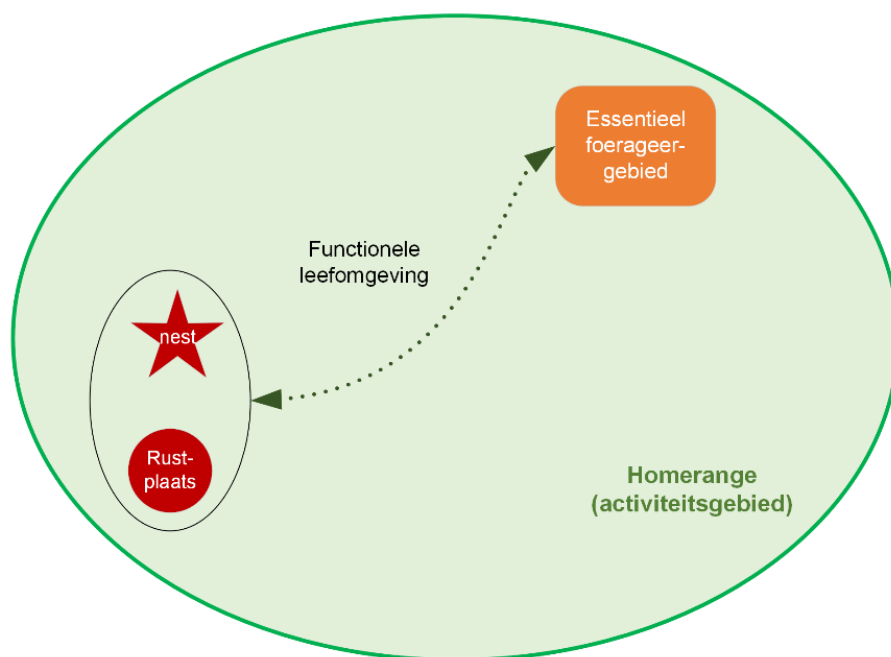 Essentieel
foerageer-
gebied
Functionele
leefomgeving
nest
Rust-
plaats
Homerange
(activiteitsgebied)